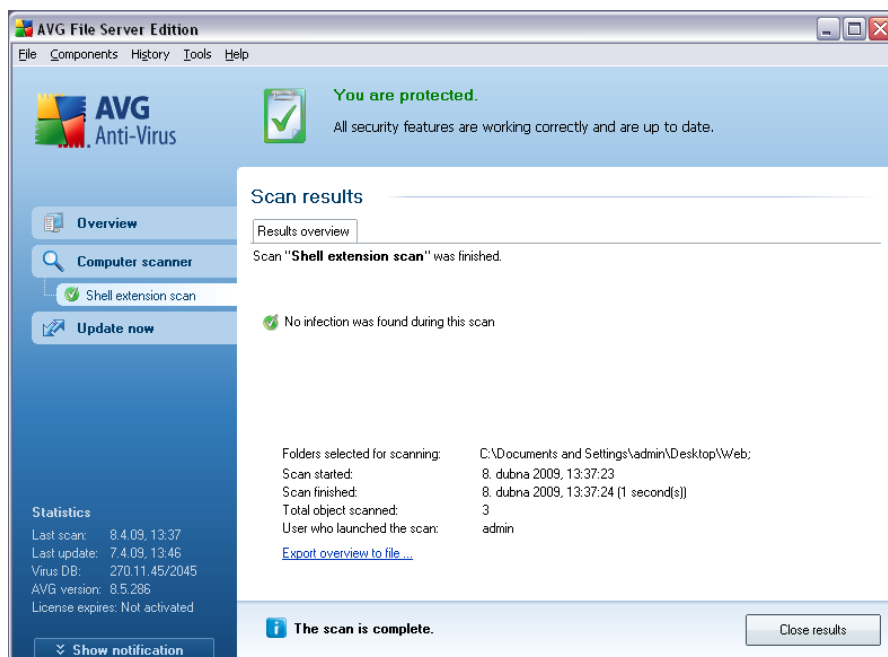 AVG File Server Edition
File Components History Tools Help
AVG
Anti-Virus
You are protected.
All security features are working correctly and are up to date.
Overview
Computer scanner
Shell extension scan
Update now
Scan results
Results overview
Scan "Shell extension scan" was finished.
No infection was found during this scan
Folders selected for scanning: C:\Documents and Settings\admin\Desktop\Web;
Scan started: 8. dubna 2009, 13:37:23
Scan finished: 8. dubna 2009, 13:37:24 (1 second(s))
Total object scanned: 3
User who launched the scan: admin
Export overview to file ...
Statistics
Last scan: 8.4.09, 13:37
Last update: 7.4.09, 13:46
Virus DB: 270.11.45/2045
AVG version: 8.5.286
License expires: Not activated
Show notification
The scan is complete.
Close results